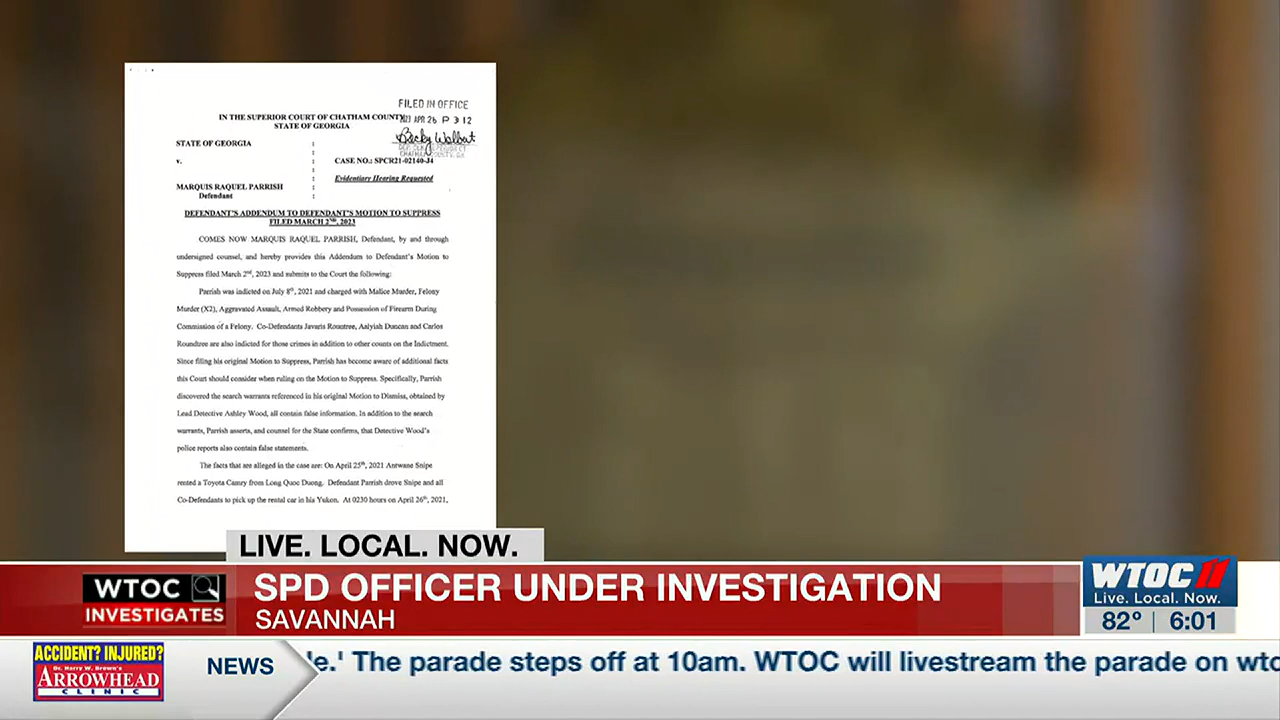 FILED IN OFFICE
IN THE SUPERIOR COURT OF CHATHAM COUNTY
2023 APR 26 P 3 12
STATE OF GEORGIA
Becky Walbert
STATE OF GEORGIA
v.
CASE NO.: SPCR21-02140-J4
Evidentiary Hearing Requested
MARQUIS RAQUEL PARRISH
Defendant
DEFENDANT'S ADDENDUM TO DEFENDANT'S MOTION TO SUPPRESS
FILED MARCH 2ND, 2023
COMES NOW MARQUIS RAQUEL PARRISH, Defendant, by and through
undersigned counsel, and hereby provides this Addendum to Defendant's Motion to
Suppress filed March 2nd, 2023 and submits to the Court the following:
Parrish was indicted on July 8th, 2021 and charged with Malice Murder, Felony
Murder (X2), Aggravated Assault, Armed Robbery and Possession of Firearm During
Commission of a Felony. Co-Defendants Javaris Rountree, Aalyiah Duncan and Carlos
Roundtree are also indicted for those crimes in addition to other counts on the Indictment.
Since filing his original Motion to Suppress, Parrish has become aware of additional facts
this Court should consider when ruling on the Motion to Suppress. Specifically, Parrish
discovered the search warrants referenced in his original Motion to Dismiss, obtained by
Lead Detective Ashley Wood, all contain false information. In addition to the search
warrants, Parrish asserts, and counsel for the State confirms, that Detective Wood's
police reports also contain false statements.
The facts that are alleged in the case are: On April 25th, 2021 Antwane Snipe
rented a Toyota Camry from Long Quoc Duong. Defendant Parrish drove Snipe and all
Co-Defendants to pick up the rental car in his Yukon. At 0230 hours on April 26th, 2021,
LIVE. LOCAL. NOW.
WTOC
INVESTIGATES
SPD OFFICER UNDER INVESTIGATION
SAVANNAH
WTOC 11
Live. Local. Now.
82° | 6:01
ACCIDENT? INJURED?
Dr. Harry W. Brown's
ARROWHEAD
CLINIC
NEWS
le.' The parade steps off at 10am. WTOC will livestream the parade on wtoc